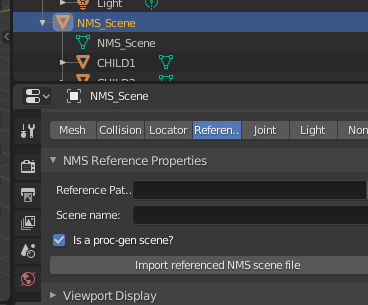 Light
NMS_Scene
NMS_Scene
CHILD1
NMS_Scene
Mesh Collision Locator Referen.. Joint Light Non
NMS Reference Properties
Reference Pat..
Scene name:
Is a proc-gen scene?
Import referenced NMS scene file
Viewport Display